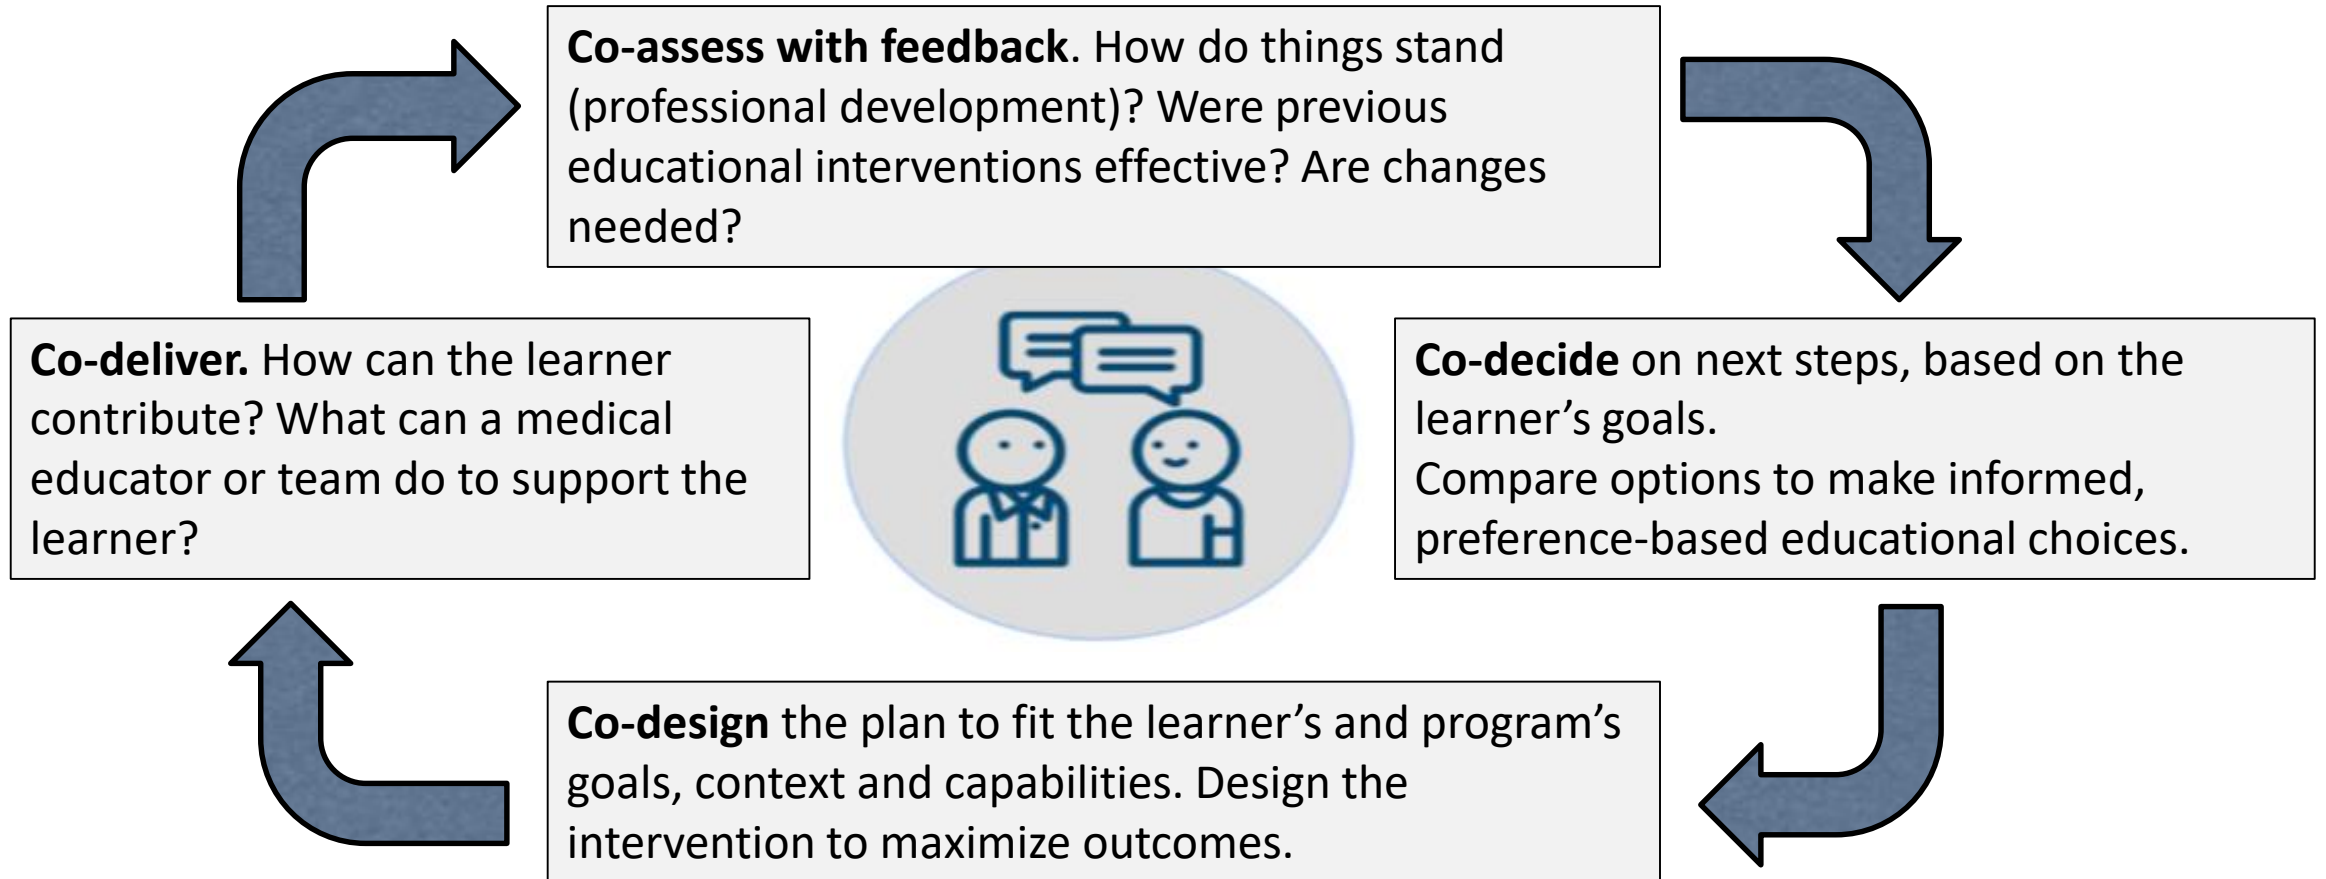 Co-assess with feedback. How do things stand
(professional development)? Were previous
educational interventions effective? Are changes
needed?
Co-deliver. How can the learner
contribute? What can a medical
educator or team do to support the
learner?
Co-decide on next steps, based on the
learner’s goals.
Compare options to make informed,
preference-based educational choices.
Co-design the plan to fit the learner’s and program’s
goals, context and capabilities. Design the
intervention to maximize outcomes.